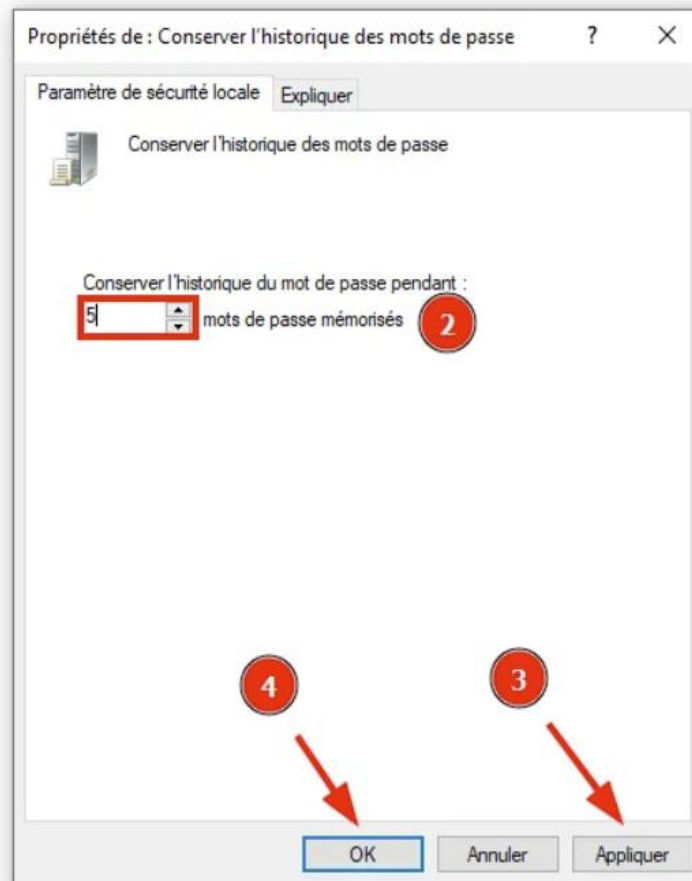 Propriétés de : Conserver l'historique des mots de passe ? ×
Paramètre de sécurité locale Expliquer
Conserver l'historique des mots de passe
Conserver l'historique du mot de passe pendant :
5 mots de passe mémorisés 2
4 3
OK Annuler Appliquer